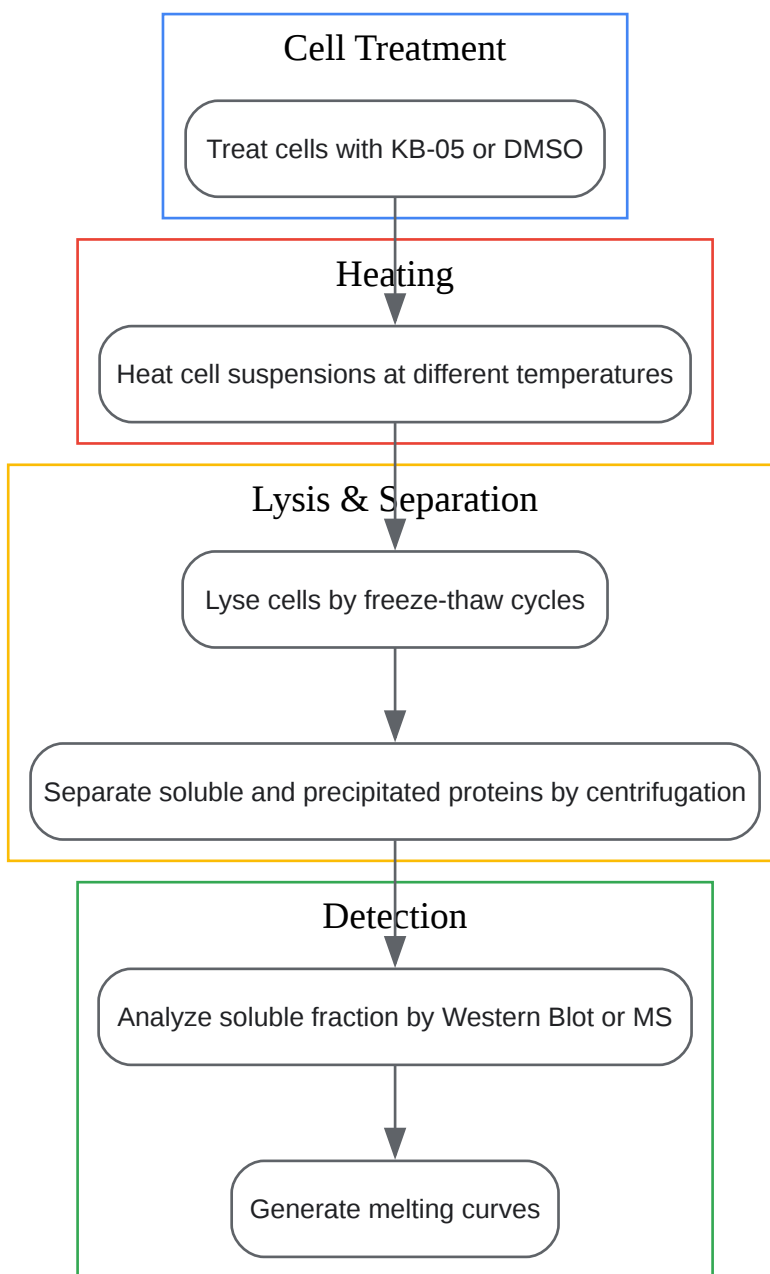 Cell Treatment
Treat cells with KB-05 or DMSO
Heating
Heat cell suspensions at different temperatures
Lysis & Separation
Lyse cells by freeze-thaw cycles
Separate soluble and precipitated proteins by centrifugation
Detection
Analyze soluble fraction by Western Blot or MS
Generate melting curves